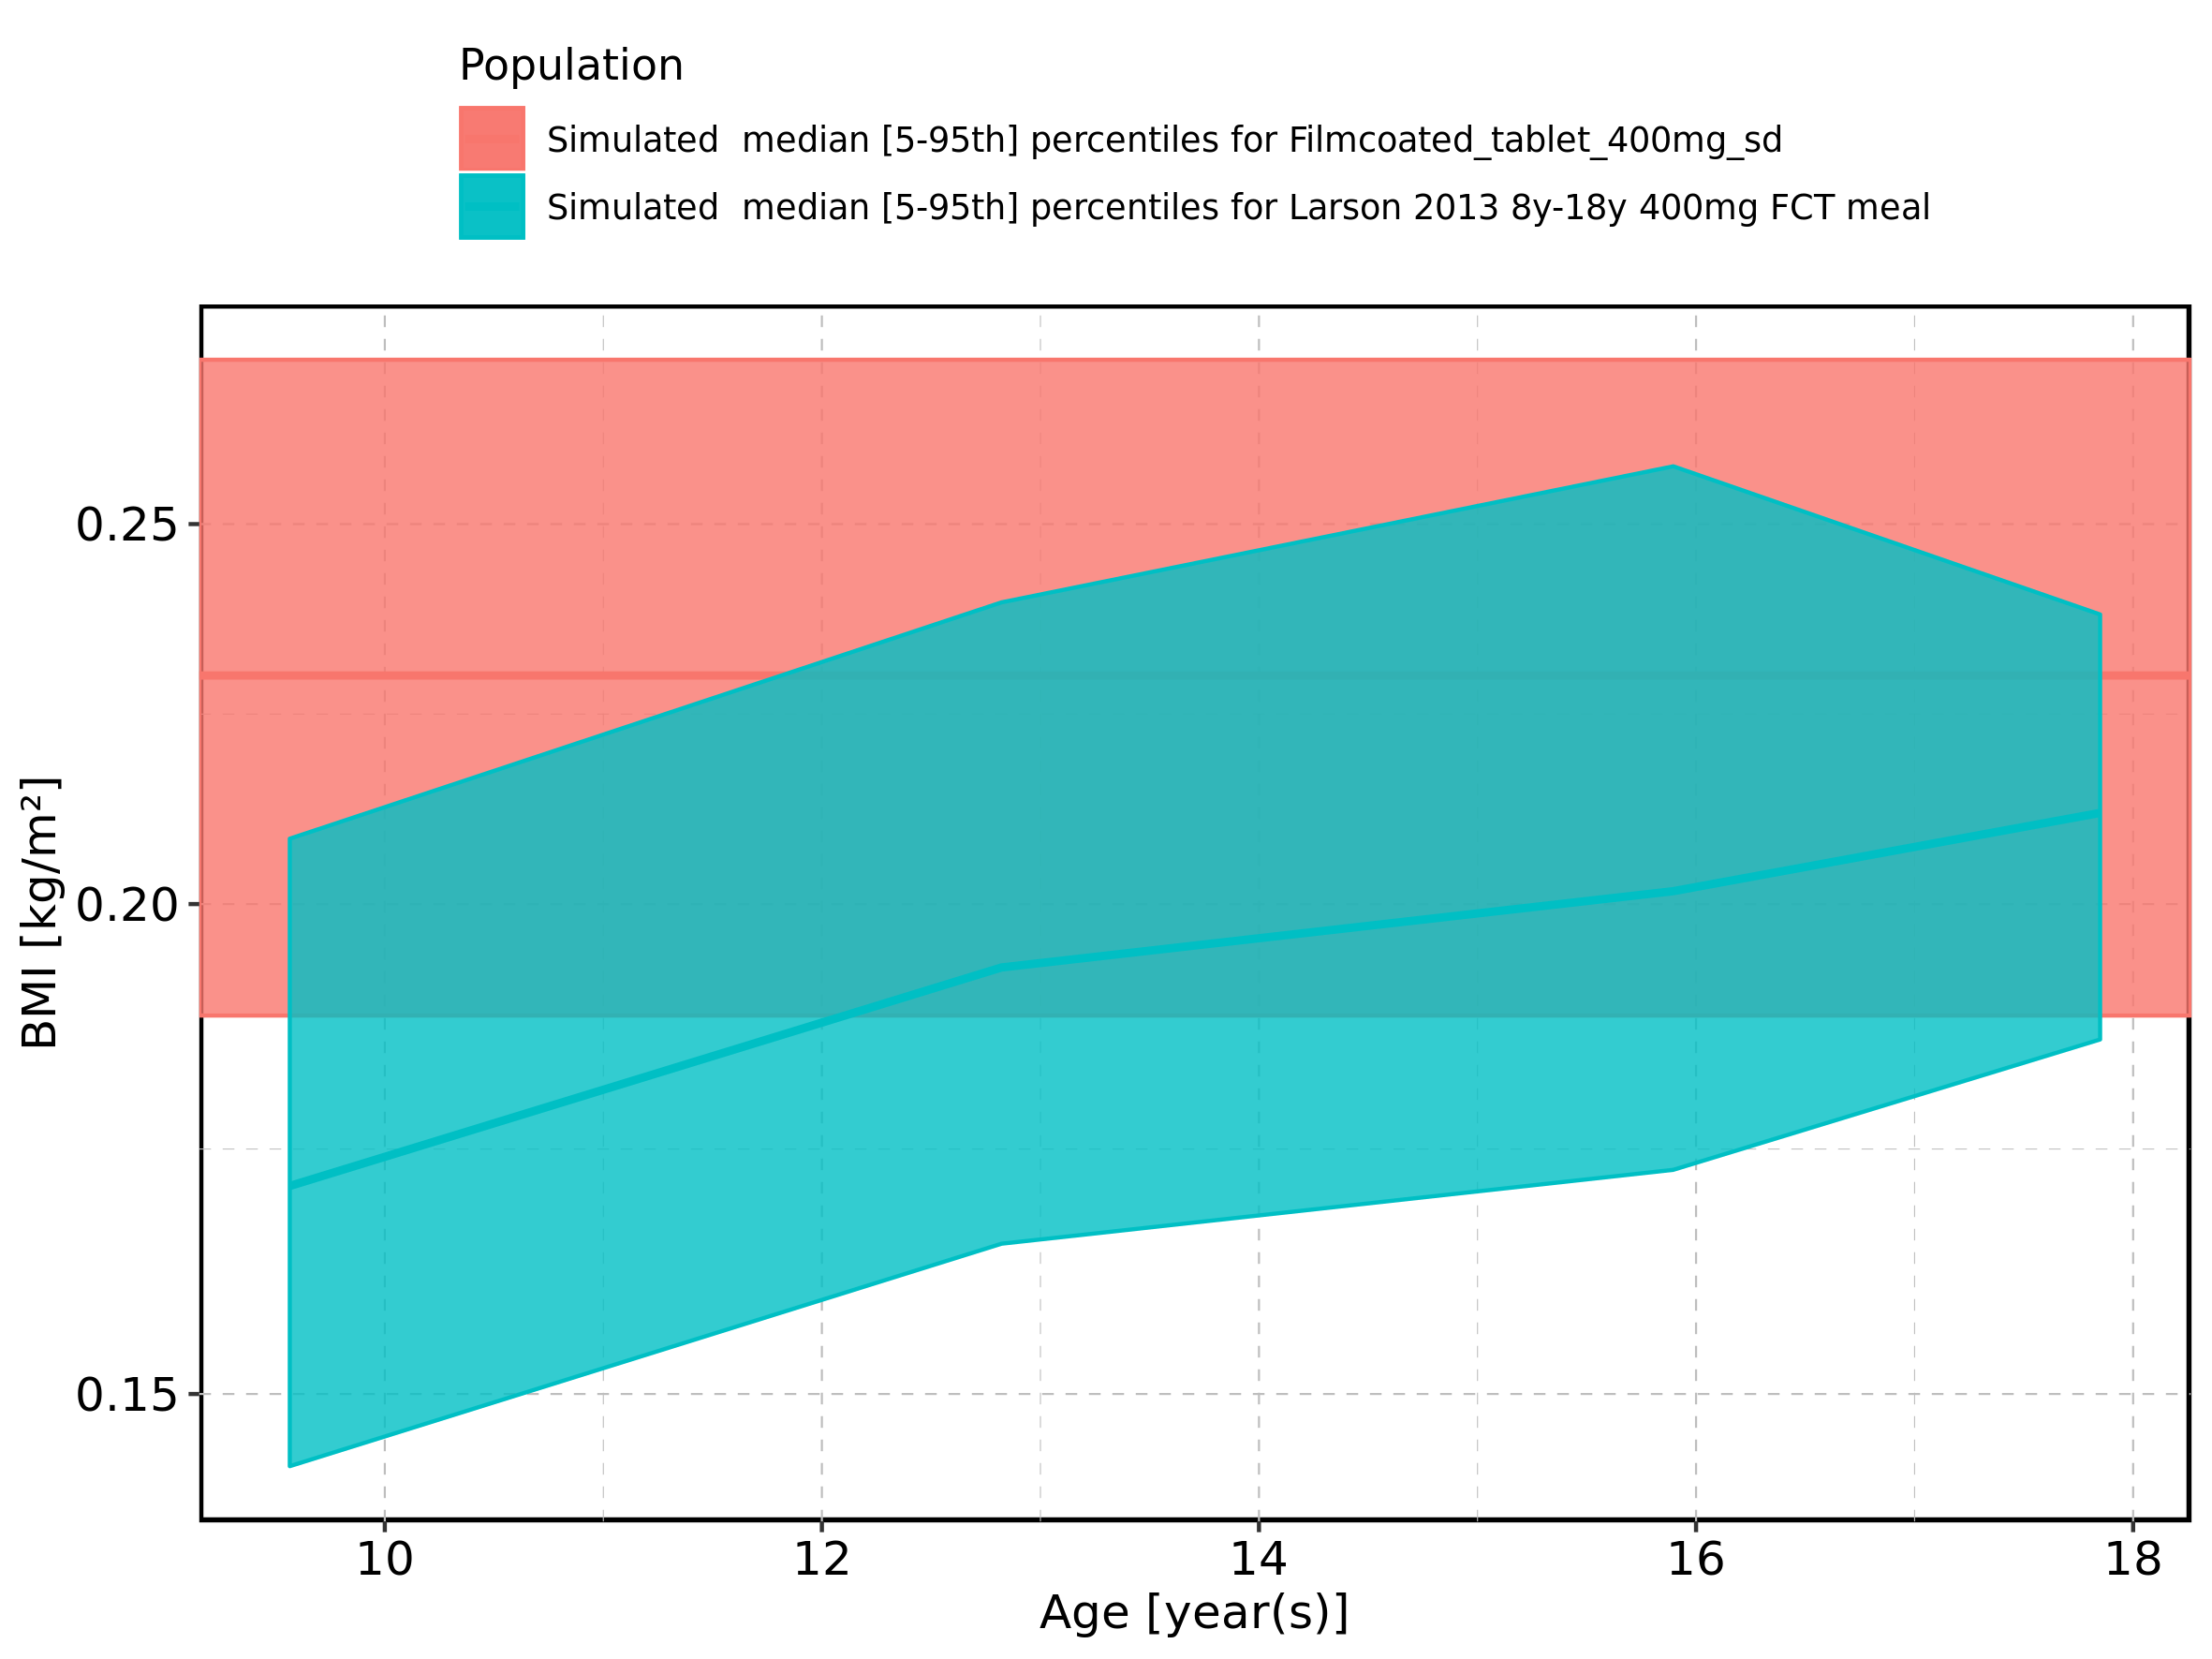 Population
Simulated  median [5-95th] percentiles for Filmcoated_tablet_400mg_sd
Simulated  median [5-95th] percentiles for Larson 2013 8y-18y 400mg FCT meal
BMI [kg/m²]
0.25
0.20
0.15
10 12 14 16 18
Age [year(s)]